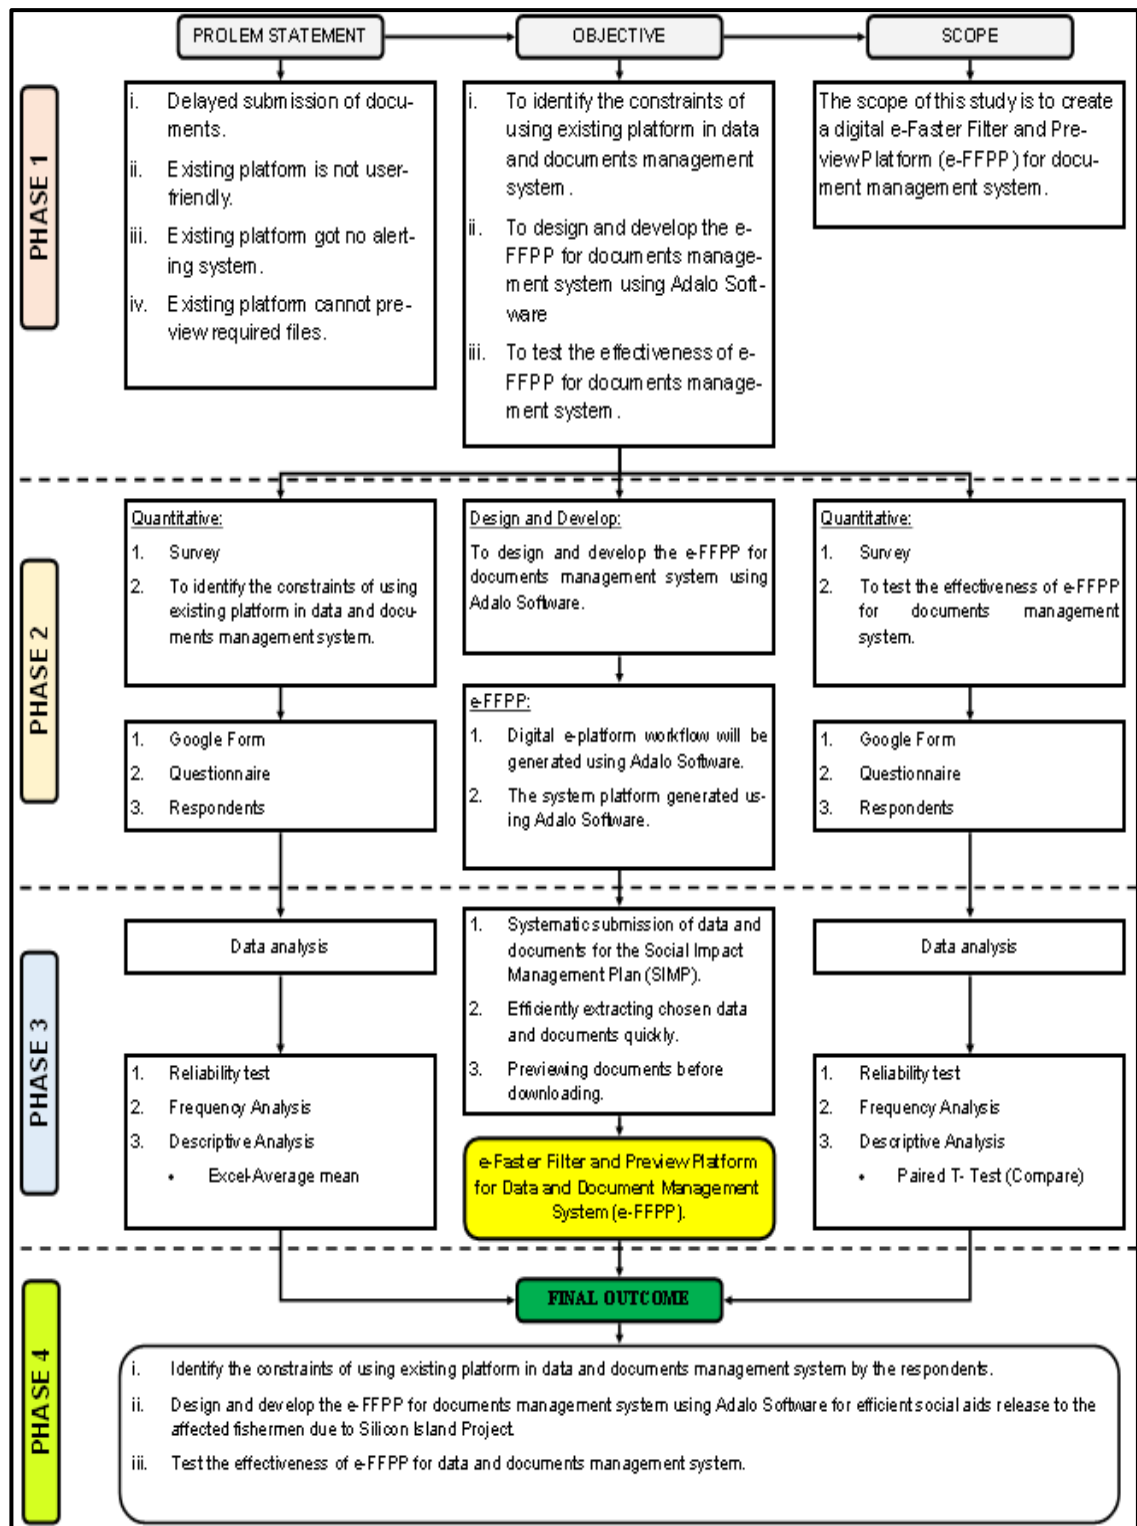 PROLEM STATEMENT
OBJECTIVE
SCOPE
PHASE 1
i. Delayed submission of docu-
ments.
ii. Existing platform is not user-
friendly.
iii. Existing platform got no alert-
ing system.
iv. Existing platform cannot pre-
view required files.
i. To identify the constraints of
using existing platform in data
and documents management
system.
ii. To design and develop the e-
FFPP for documents manage-
ment system using Adalo Soft-
ware
iii. To test the effectiveness of e-
FFPP for documents manage-
ment system.
The scope of this study is to create
a digital e-Faster Filter and Pre-
view Platform (e-FFPP) for docu-
ment management system.
PHASE 2
Quantitative:
1. Survey
2. To identify the constraints of using
existing platform in data and docu-
ments management system.
Design and Develop:
To design and develop the e-FFPP for
documents management system using
Adalo Software.
Quantitative:
1. Survey
2. To test the effectiveness of e-FFPP
for documents management
system.
1. Google Form
2. Questionnaire
3. Respondents
e-FFPP:
1. Digital e-platform workflow will be
generated using Adalo Software.
2. The system platform generated us-
ing Adalo Software.
1. Google Form
2. Questionnaire
3. Respondents
PHASE 3
Data analysis
1. Systematic submission of data and
documents for the Social Impact
Management Plan (SIMP).
2. Efficiently extracting chosen data
and documents quickly.
3. Previewing documents before
downloading.
Data analysis
1. Reliability test
2. Frequency Analysis
3. Descriptive Analysis
• Excel-Average mean
e-Faster Filter and Preview Platform
for Data and Document Management
System (e-FFPP).
1. Reliability test
2. Frequency Analysis
3. Descriptive Analysis
• Paired T- Test (Compare)
PHASE 4
FINAL OUTCOME
i. Identify the constraints of using existing platform in data and documents management system by the respondents.
ii. Design and develop the e-FFPP for documents management system using Adalo Software for efficient social aids release to the
affected fishermen due to Silicon Island Project
iii. Test the effectiveness of e-FFPP for data and documents management system.